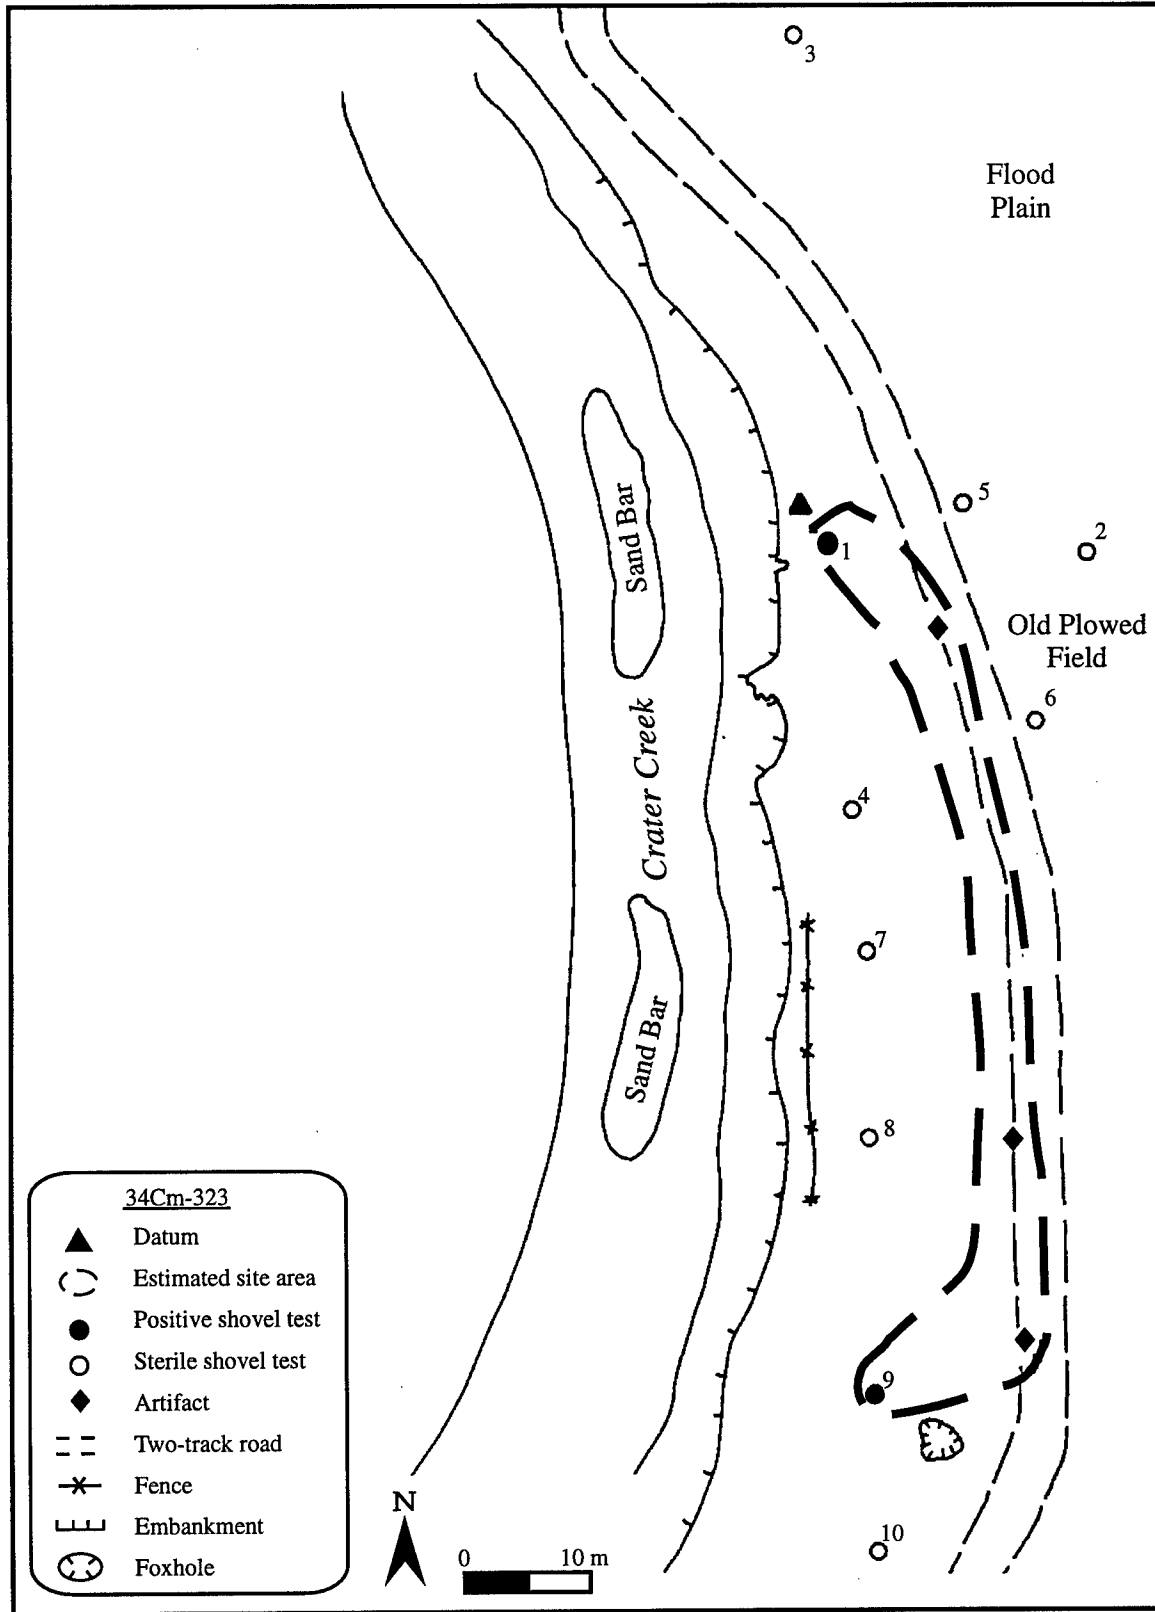 3
Flood
Plain
5
2
1
Sand Bar
Old Plowed
Field
6
Crater Creek
4
7
Sand Bar
8
9
10
34Cm-323
Datum
Estimated site area
Positive shovel test
Sterile shovel test
Artifact
Two-track road
Fence
Embankment
Foxhole
N
0 10 m